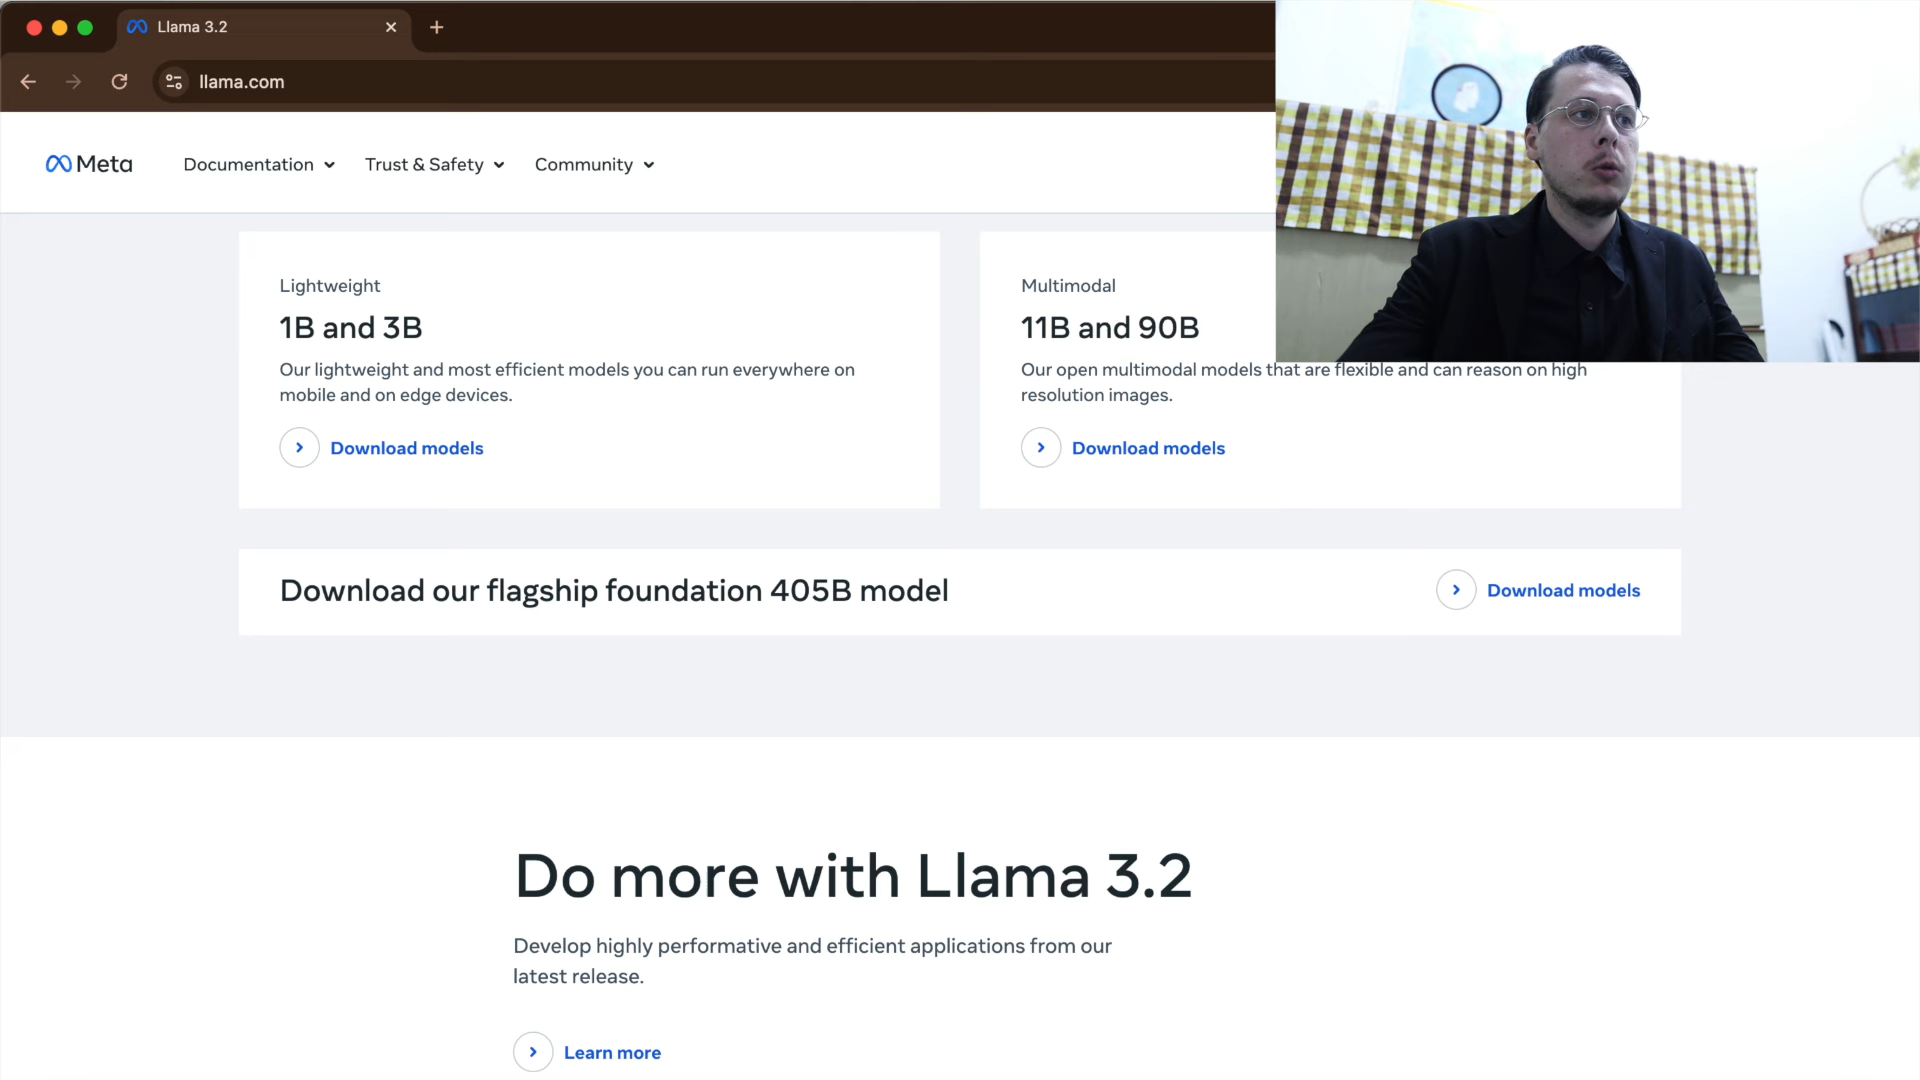 Llama 3.2
llama.com
Meta
Documentation
Trust & Safety
Community
Lightweight
1B and 3B
Our lightweight and most efficient models you can run everywhere on
mobile and on edge devices.
Download models
Multimodal
11B and 90B
Our open multimodal models that are flexible and can reason on high
resolution images.
Download models
Download our flagship foundation 405B model
Download models
Do more with Llama 3.2
Develop highly performative and efficient applications from our
latest release.
Learn more